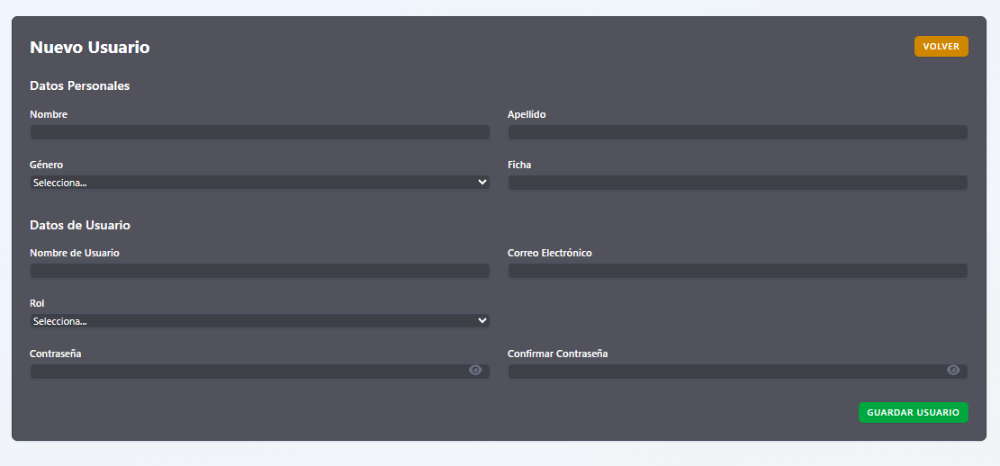 Nuevo Usuario
VOLVER
Datos Personales
Nombre
Apellido
Género
Ficha
Selecciona...
Datos de Usuario
Nombre de Usuario
Correo Electrónico
Rol
Selecciona...
Contraseña
Confirmar Contraseña
GUARDAR USUARIO